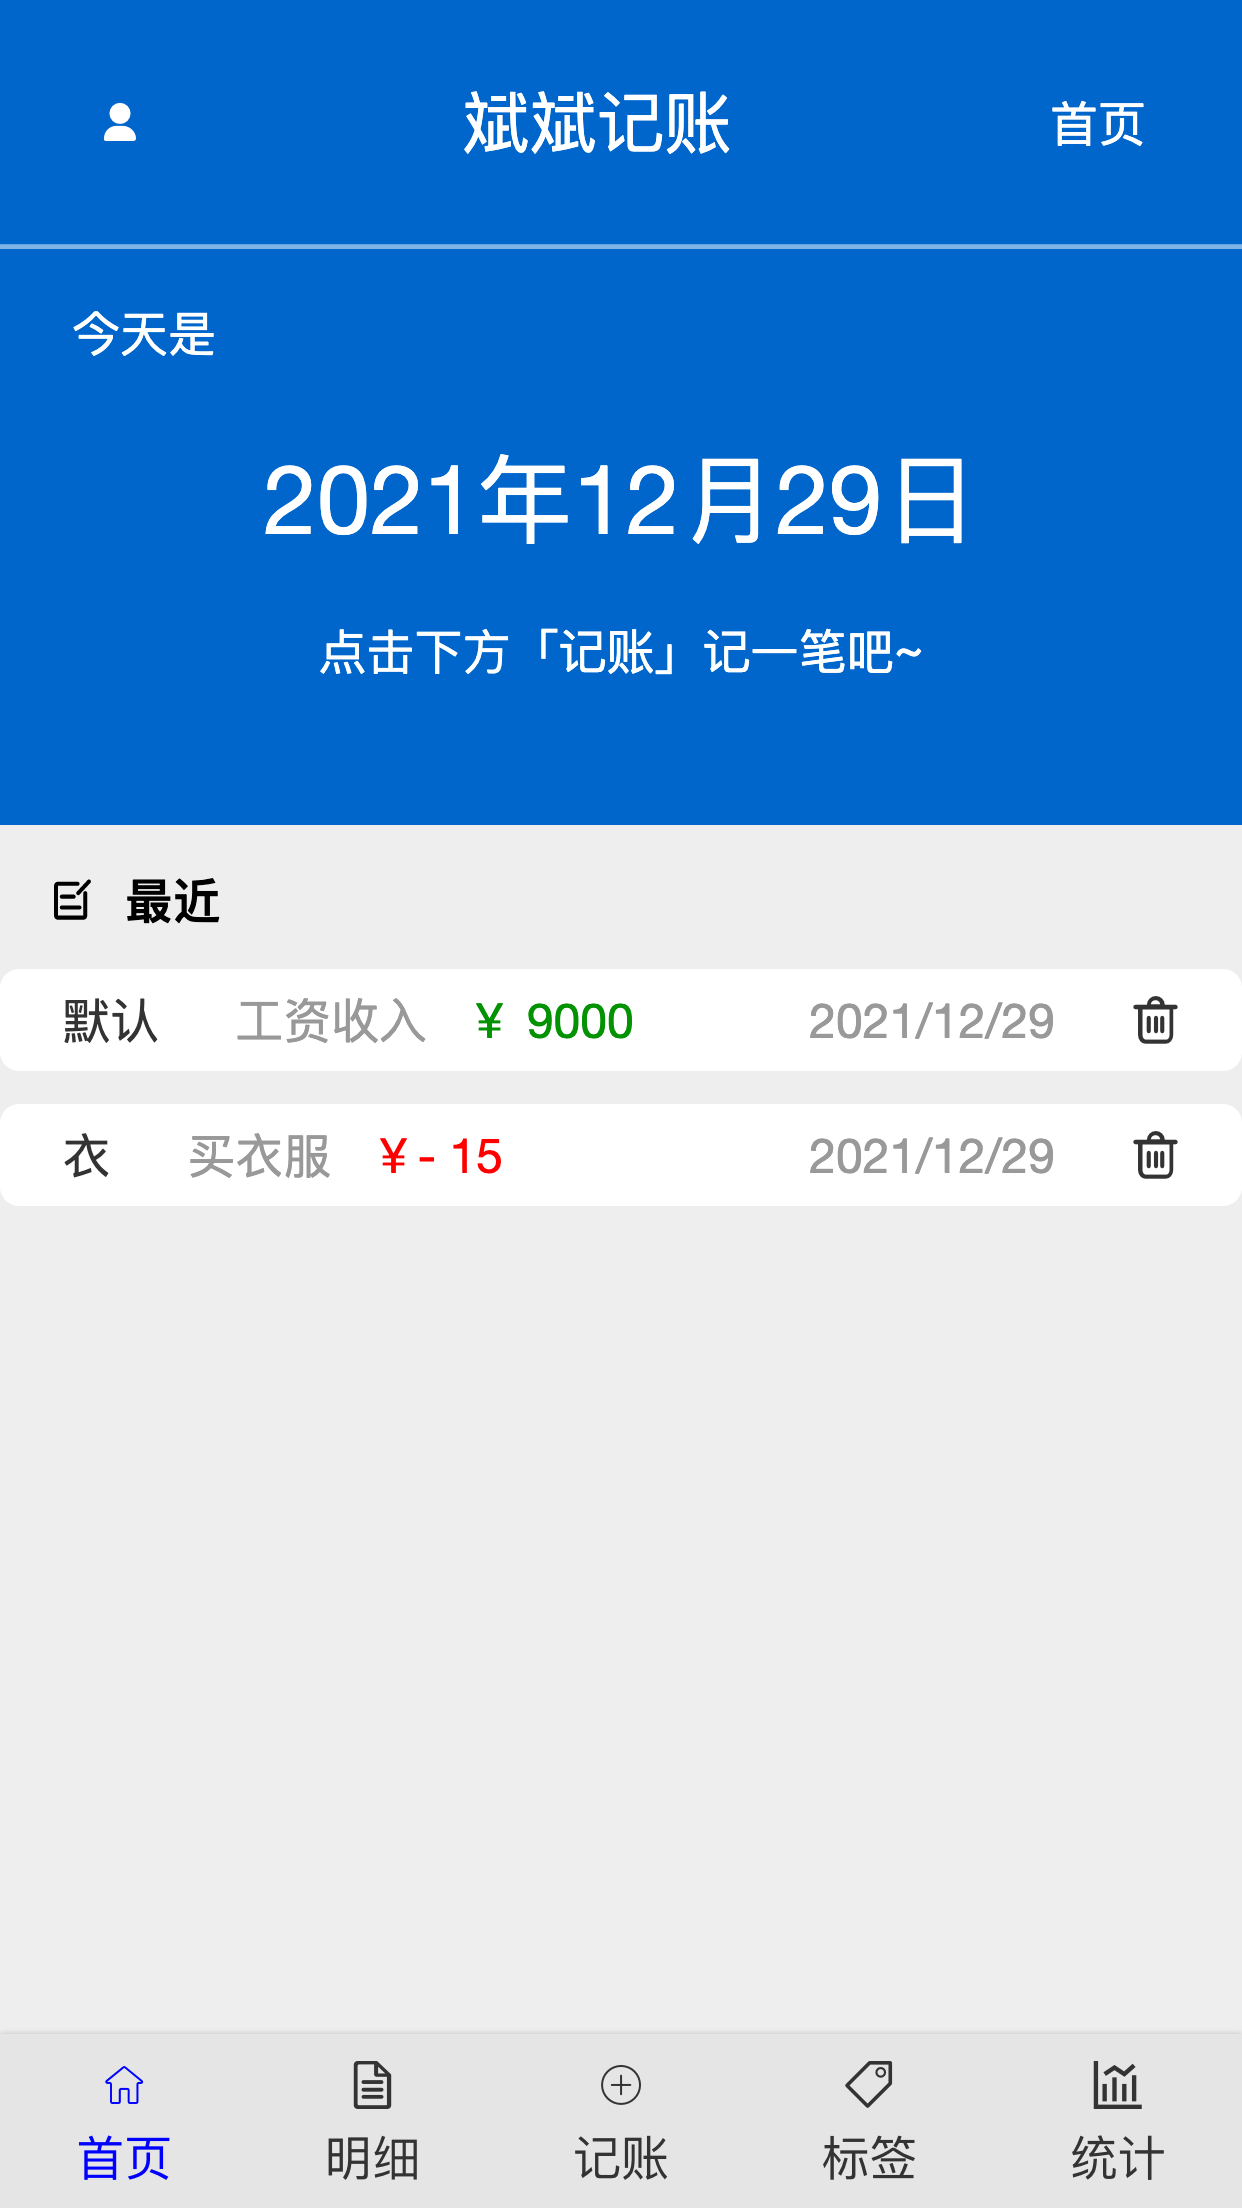 斌斌记账
首页
今天是
2021年12月29日
点击下方「记账」记一笔吧~
最近
默认 工资收入 ¥ 9000 2021/12/29
衣 买衣服 ¥ - 15 2021/12/29
首页 明细 记账 标签 统计